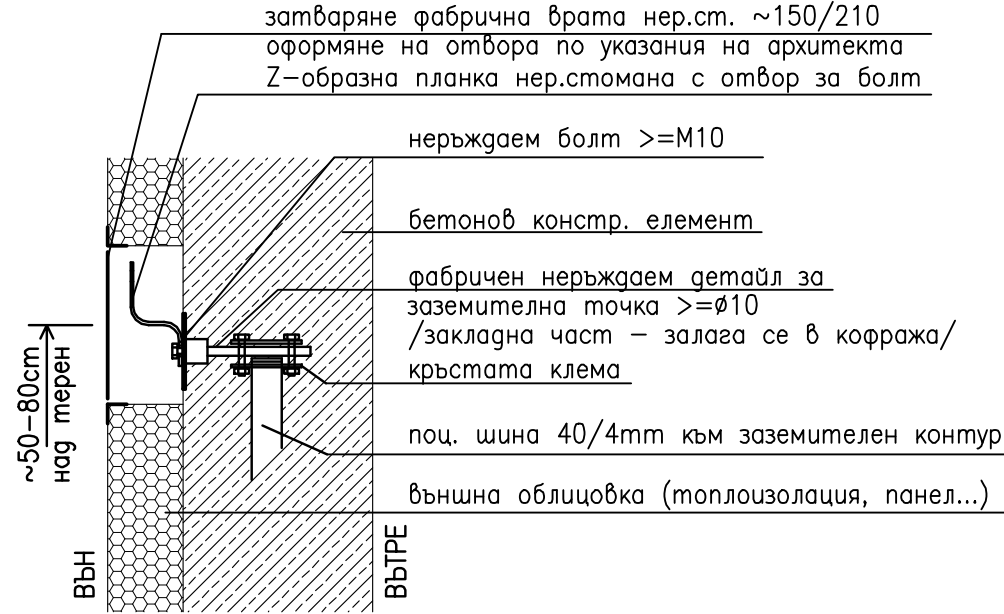 затваряне фабрична врата нер.ст. ~150/210
оформяне на отвора по указания на архитекта
Z-образна планка нер.стомана с отвор за болт
неръждаем болт >=М10
бетонов констр. елемент
фабричен неръждаем детайл за
заземителна точка >=ø10
/закладна част – залага се в кофража/
кръстата клема
поц. шина 40/4mm към заземителен контур
външна облицовка (топлоизолация, панел...)
~50-80cm
над терен
ВЪН
ВЪТРЕ